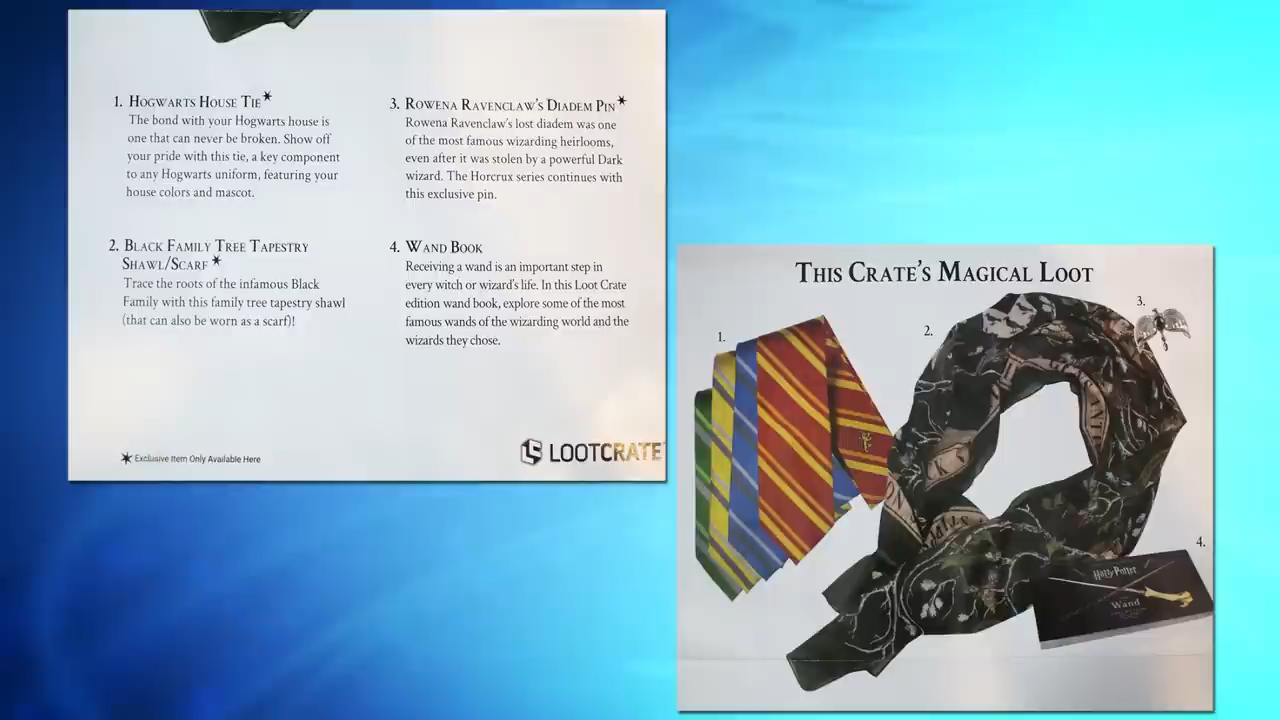 1. HOGWARTS HOUSE TIE*
The bond with your Hogwarts house is
one that can never be broken. Show off
your pride with this tie, a key component
to any Hogwarts uniform, featuring your
house colors and mascot.
2. BLACK FAMILY TREE TAPESTRY
SHAWL/SCARF *
Trace the roots of the infamous Black
Family with this family tree tapestry shawl
(that can also be worn as a scarf)!
3. ROWENA RAVENCLAW'S DIADEM PIN*
Rowena Ravenclaw's lost diadem was one
of the most famous wizarding heirlooms,
even after it was stolen by a powerful Dark
wizard. The Horcrux series continues with
this exclusive pin.
4. WAND BOOK
Receiving a wand is an important step in
every witch or wizard's life. In this Loot Crate
edition wand book, explore some of the most
famous wands of the wizarding world and the
wizards they chose.
* Exclusive Item Only Available Here
LOOTCRATE
THIS CRATE'S MAGICAL LOOT
1.
2.
3.
4.
Harry Potter
Wand